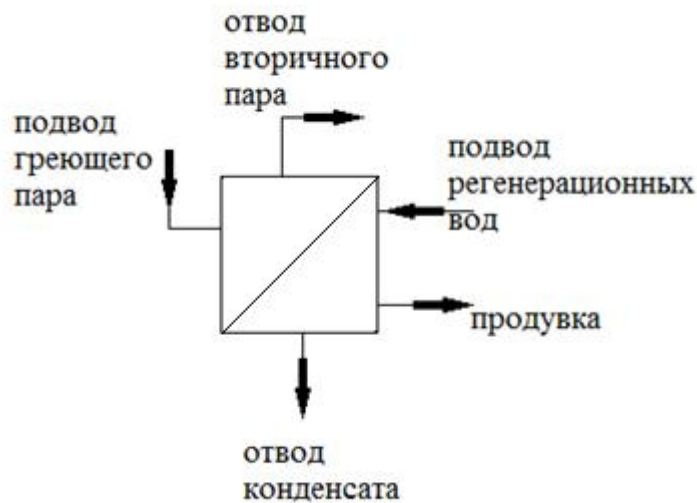 отвод
вторичного
пара
подвод
греющего
пара
подвод
регенерационных
вод
продувка
отвод
конденсата